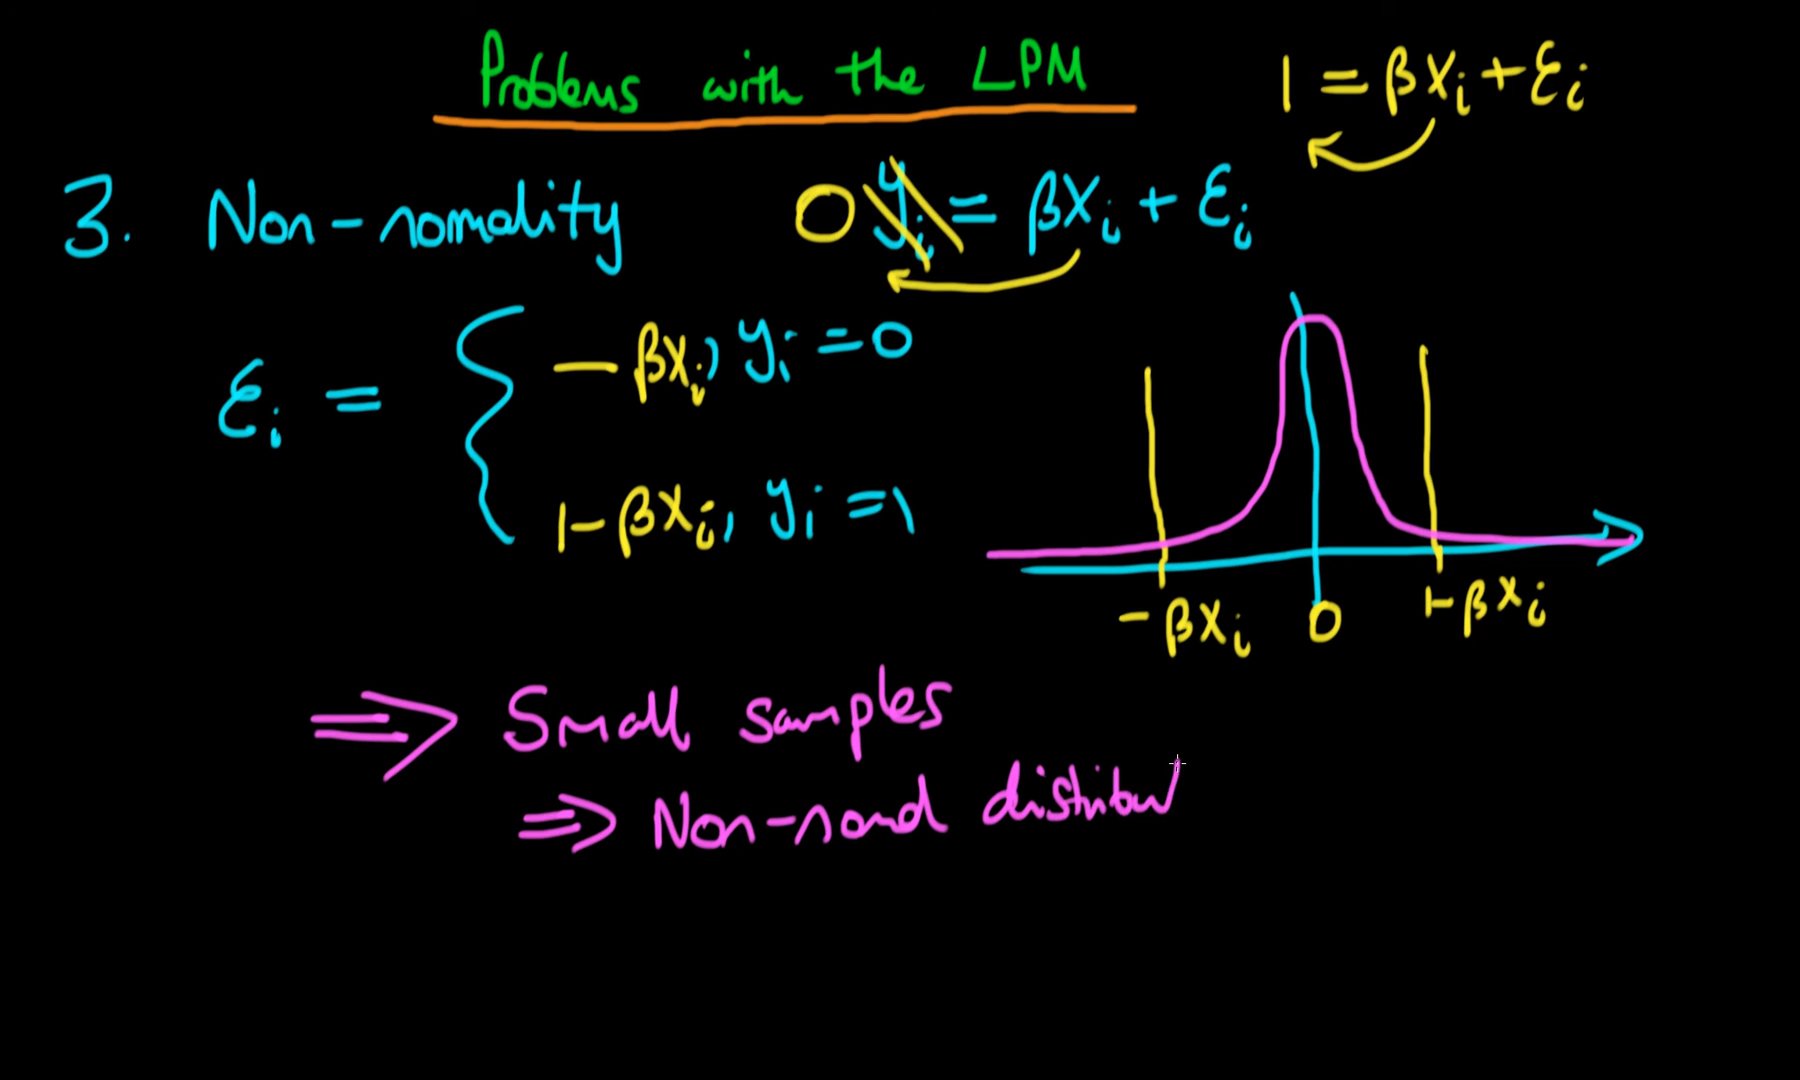 Problems with the LPM
1 = βXi + εi
3. Non-normality
0 yi = βXi + εi
εi = { -βXi, yi = 0
1-βXi, yi = 1
-βXi 0 1-βXi
⇒ Small samples
⇒ Non-normal distribut